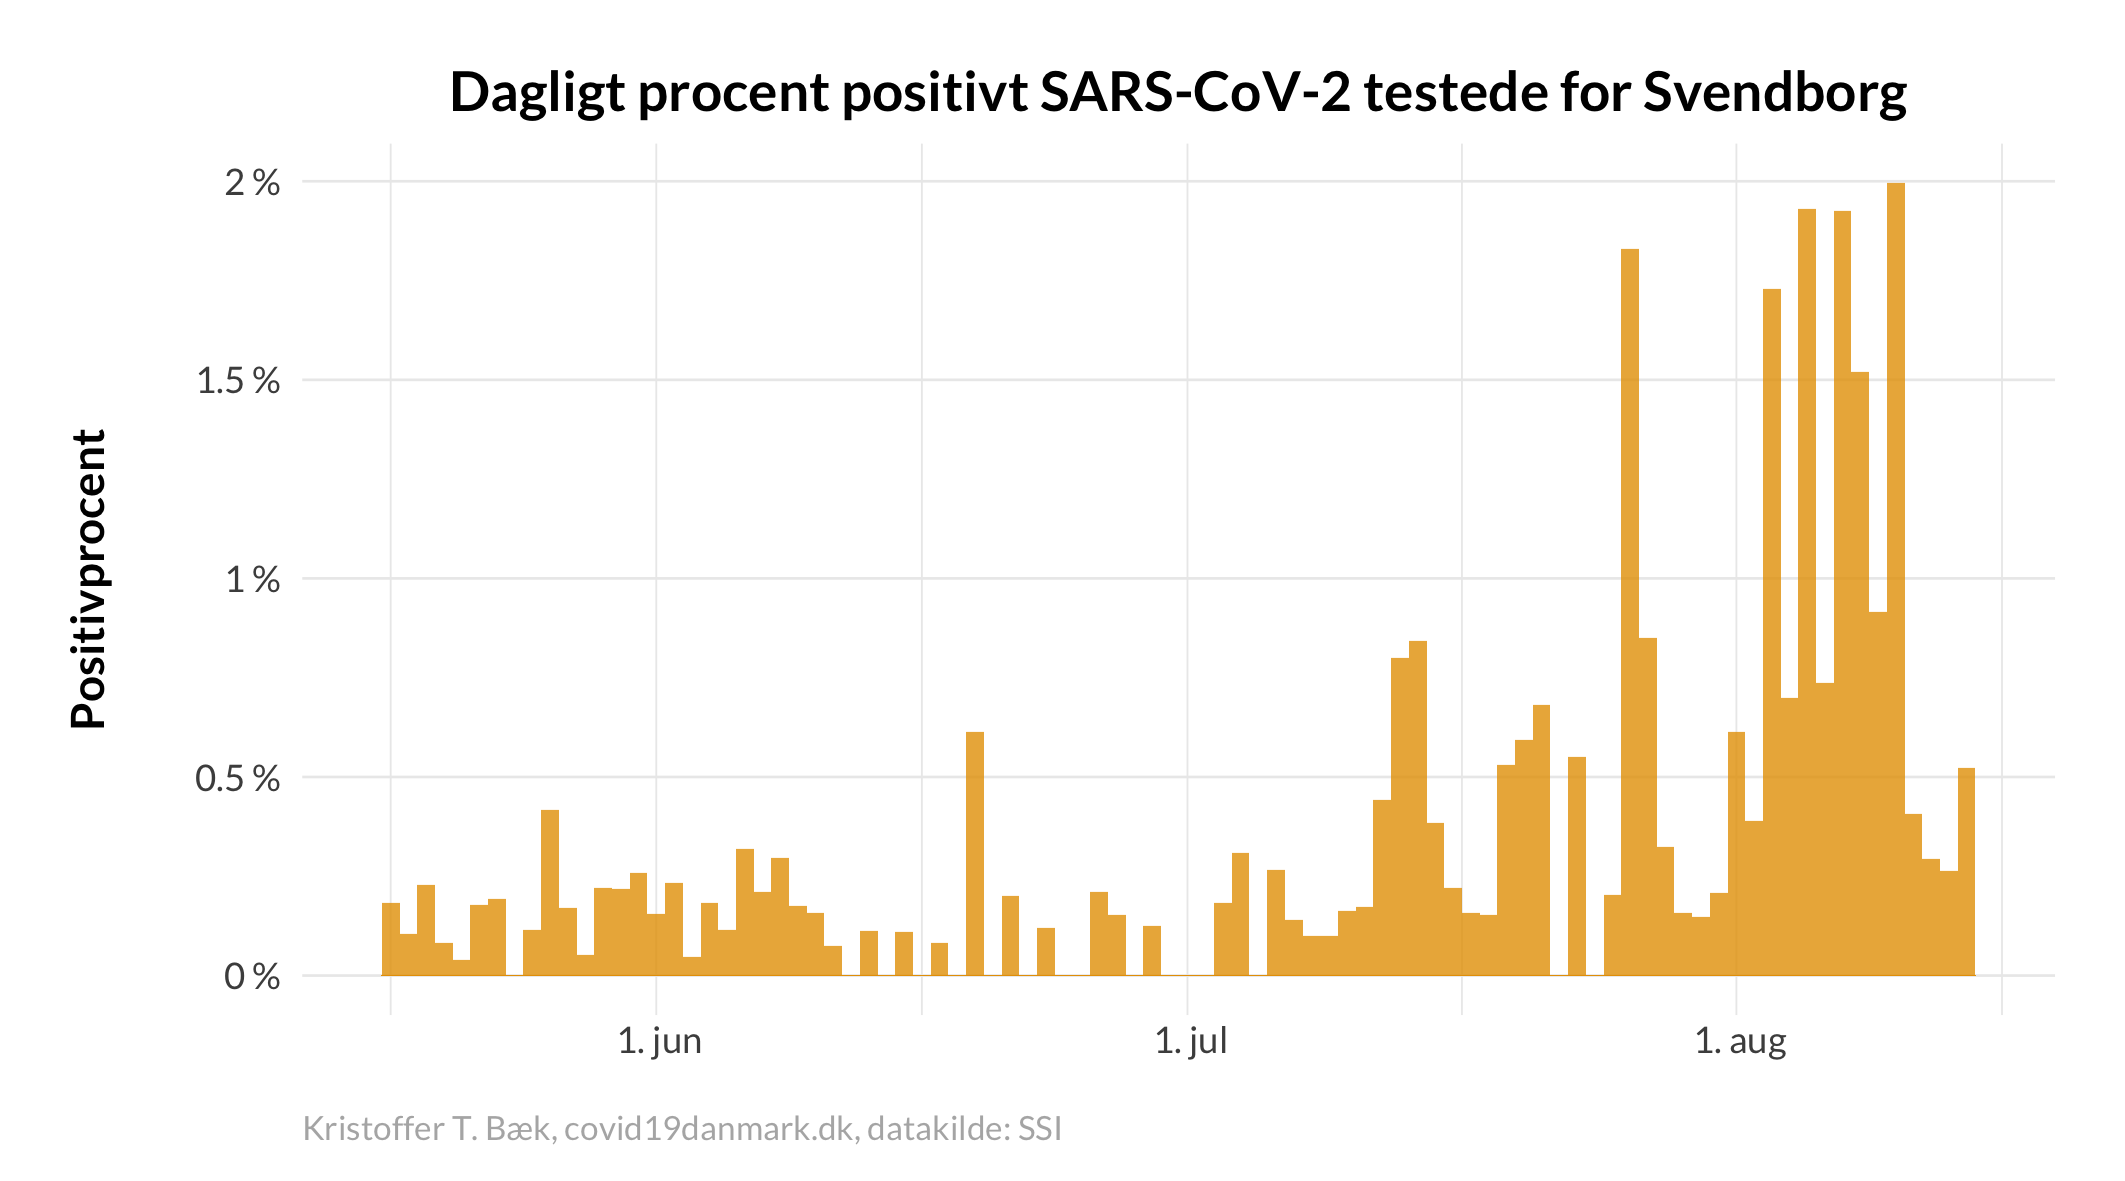 Dagligt procent positivt SARS-CoV-2 testede for Svendborg
Positivprocent
2 %
1.5 %
1 %
0.5 %
0 %
1. jun
1. jul
1. aug
Kristoffer T. Bæk, covid19danmark.dk, datakilde: SSI